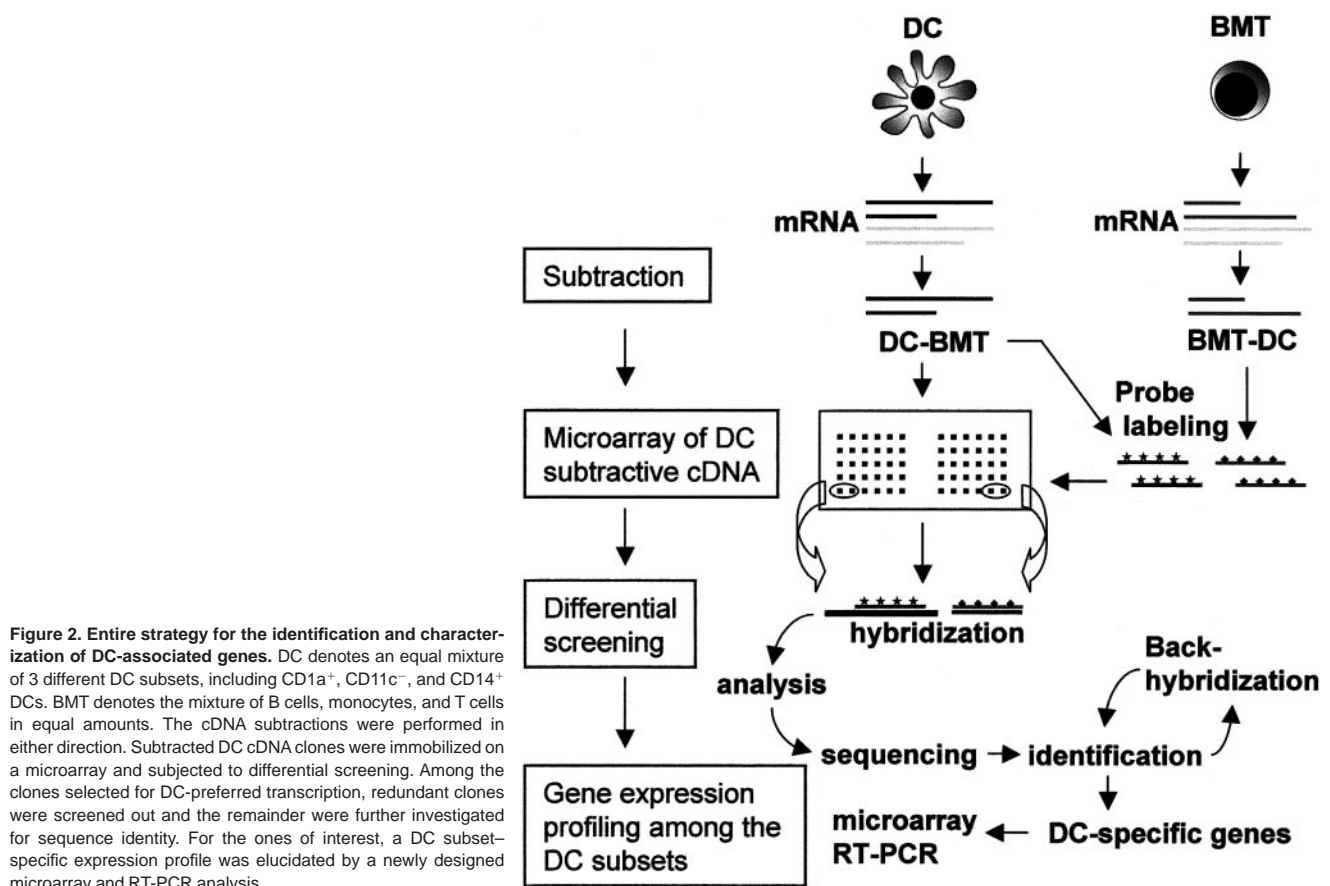 DC
BMT
mRNA
mRNA
Subtraction
DC-BMT
BMT-DC
Probe
labeling
Microarray of DC
subtractive cDNA
Differential
screening
hybridization
Back-
hybridization
analysis
sequencing
identification
Gene expression
profiling among the
DC subsets
microarray
RT-PCR
DC-specific genes
Figure 2. Entire strategy for the identification and character-
ization of DC-associated genes. DC denotes an equal mixture
of 3 different DC subsets, including CD1a⁺, CD11c⁻, and CD14⁺
DCs. BMT denotes the mixture of B cells, monocytes, and T cells
in equal amounts. The cDNA subtractions were performed in
either direction. Subtracted DC cDNA clones were immobilized on
a microarray and subjected to differential screening. Among the
clones selected for DC-preferred transcription, redundant clones
were screened out and the remainder were further investigated
for sequence identity. For the ones of interest, a DC subset–
specific expression profile was elucidated by a newly designed
microarray and RT-PCR analysis.